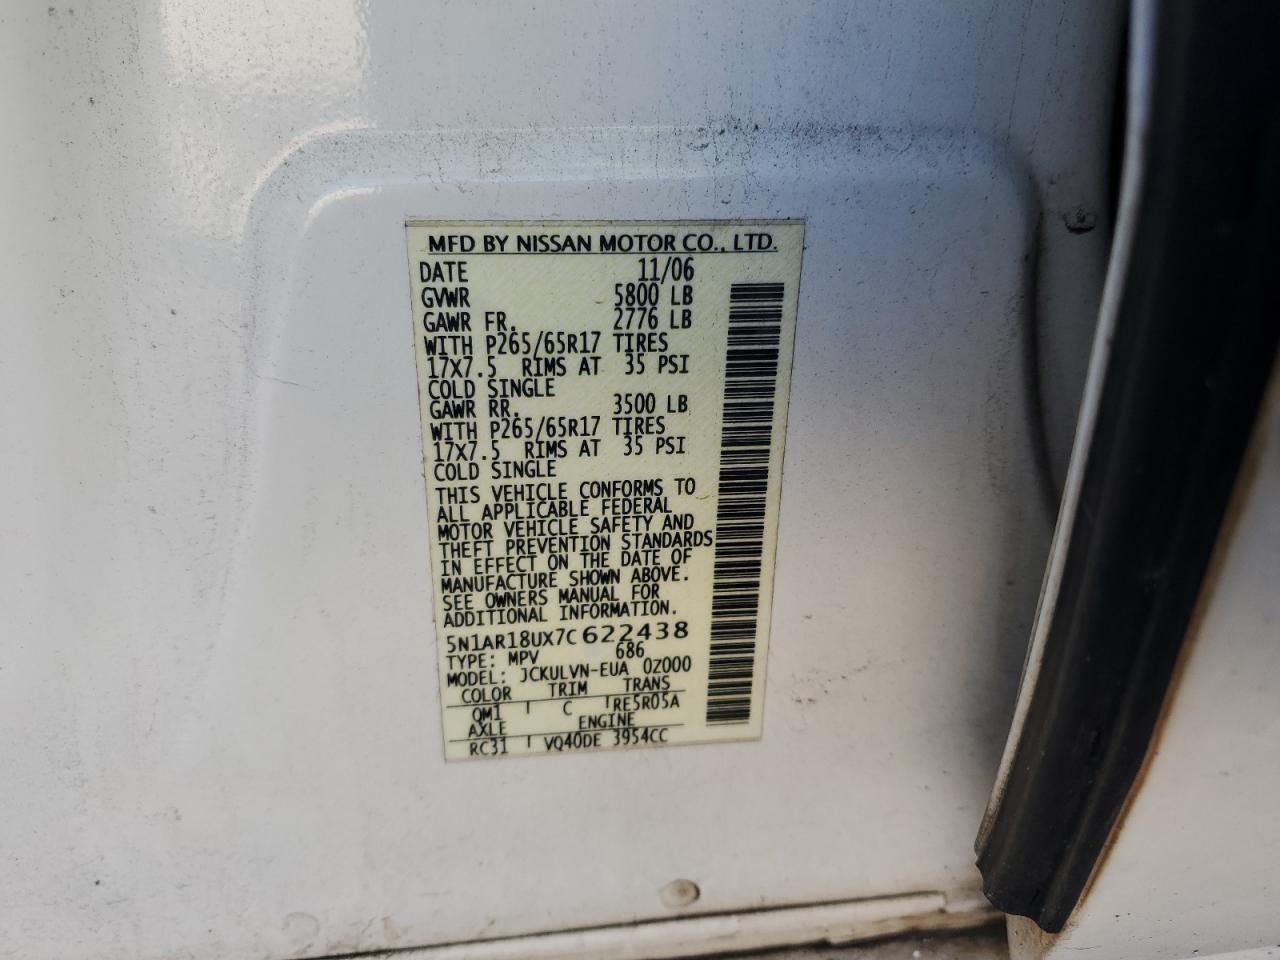 MFD BY NISSAN MOTOR CO., LTD.
DATE 11/06
GVWR 5800 LB
GAWR FR. 2776 LB
WITH P265/65R17 TIRES
17X7.5 RIMS AT 35 PSI
COLD SINGLE
GAWR RR. 3500 LB
WITH P265/65R17 TIRES
17X7.5 RIMS AT 35 PSI
COLD SINGLE
THIS VEHICLE CONFORMS TO
ALL APPLICABLE FEDERAL
MOTOR VEHICLE SAFETY AND
THEFT PREVENTION STANDARDS
IN EFFECT ON THE DATE OF
MANUFACTURE SHOWN ABOVE.
SEE OWNERS MANUAL FOR
ADDITIONAL INFORMATION.
5N1AR18UX7C622438
TYPE: MPV 686
MODEL: JCKULVN-EUA 0Z000
COLOR TRIM TRANS
QM1 C RE5R05A
AXLE ENGINE
RC31 VQ40DE 3954CC